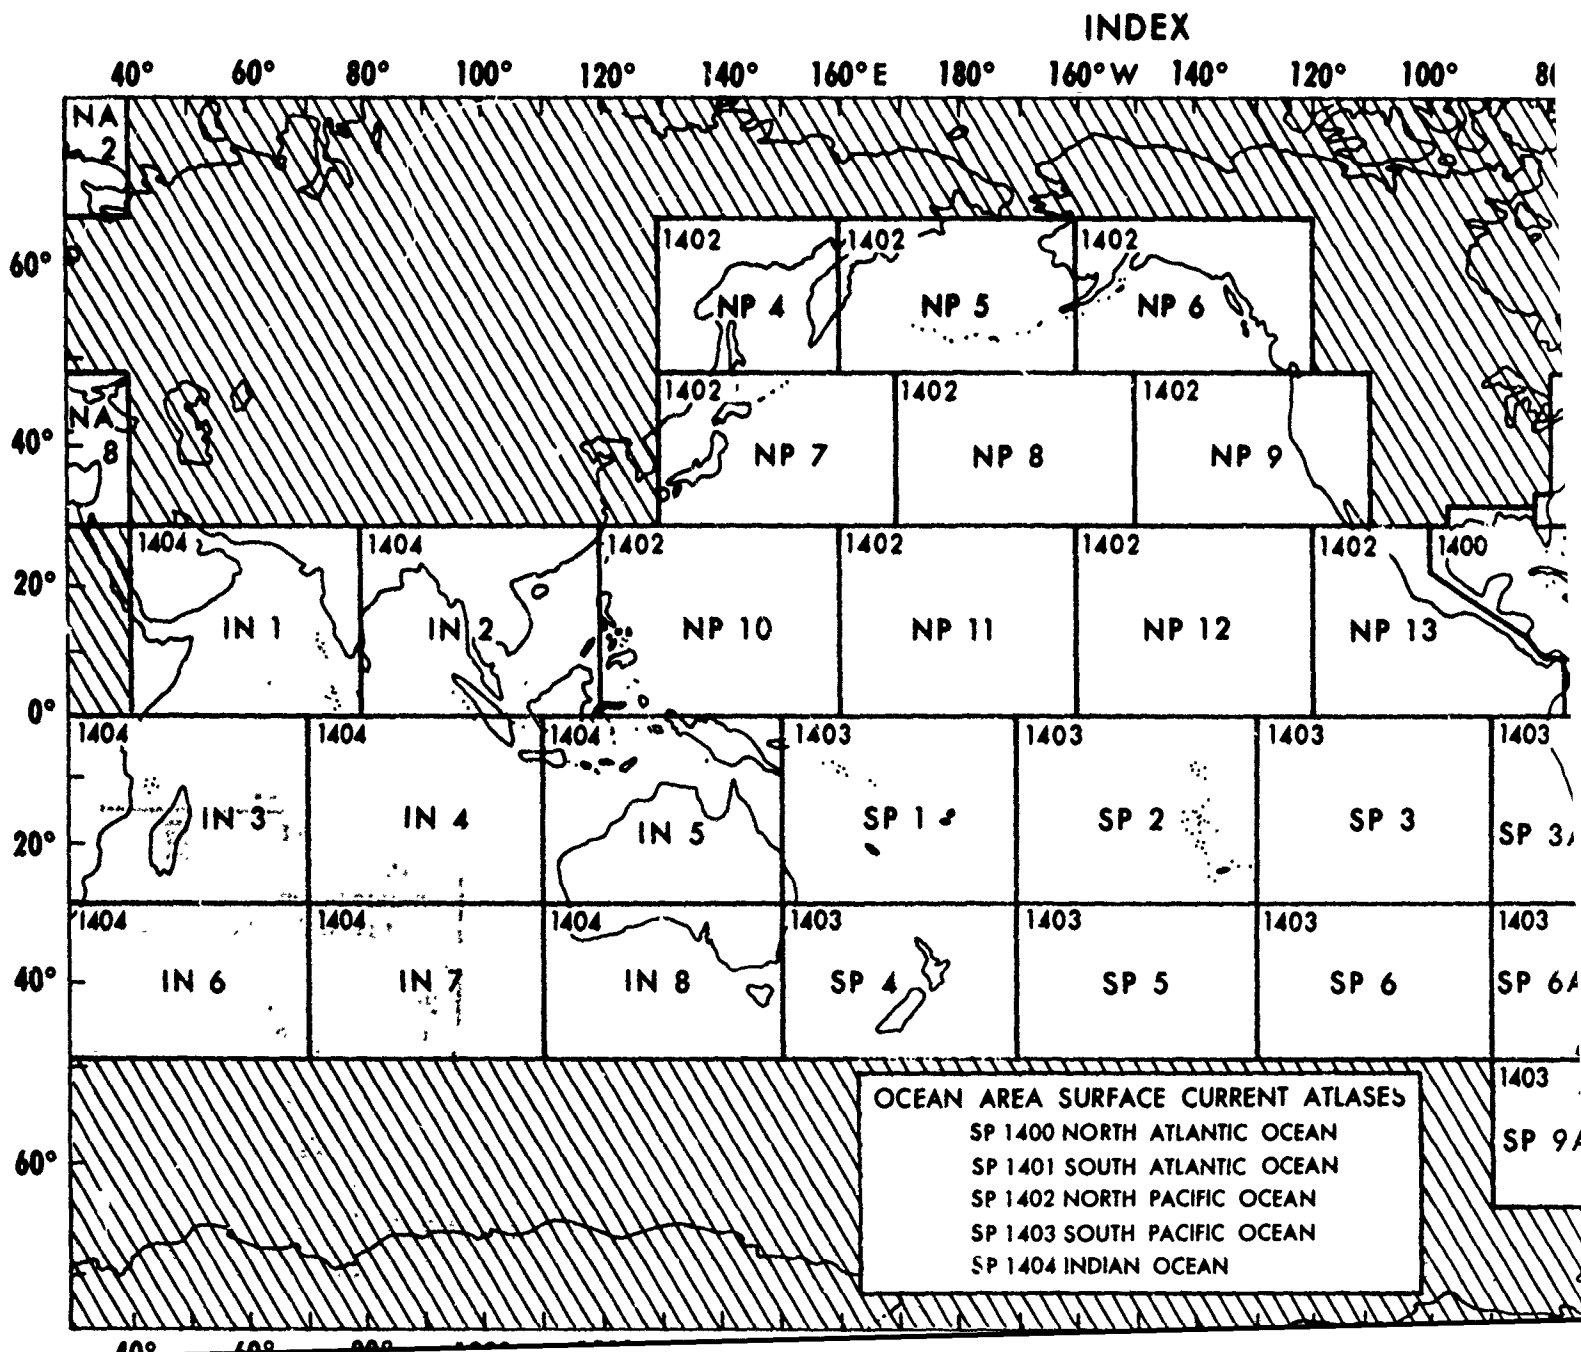 INDEX
40° 60° 80° 100° 120° 140° 160° E 180° 160° W 140° 120° 100°
NA
2
60°
1402 1402 1402
NP 4 NP 5 NP 6
1402 1402 1402
NA
8
40°
NP 7 NP 8 NP 9
1404 1404 1402 1402 1402 1402 1400
20°
IN 1 IN 2 NP 10 NP 11 NP 12 NP 13
0°
1404 1404 1404 1403 1403 1403 1403
IN 3 IN 4 IN 5 SP 1 SP 2 SP 3 SP 3A
20°
1404 1404 1404 1403 1403 1403 1403
40°
IN 6 IN 7 IN 8 SP 4 SP 5 SP 6 SP 6A
1403
SP 9A
60°
OCEAN AREA SURFACE CURRENT ATLASES
SP 1400 NORTH ATLANTIC OCEAN
SP 1401 SOUTH ATLANTIC OCEAN
SP 1402 NORTH PACIFIC OCEAN
SP 1403 SOUTH PACIFIC OCEAN
SP 1404 INDIAN OCEAN